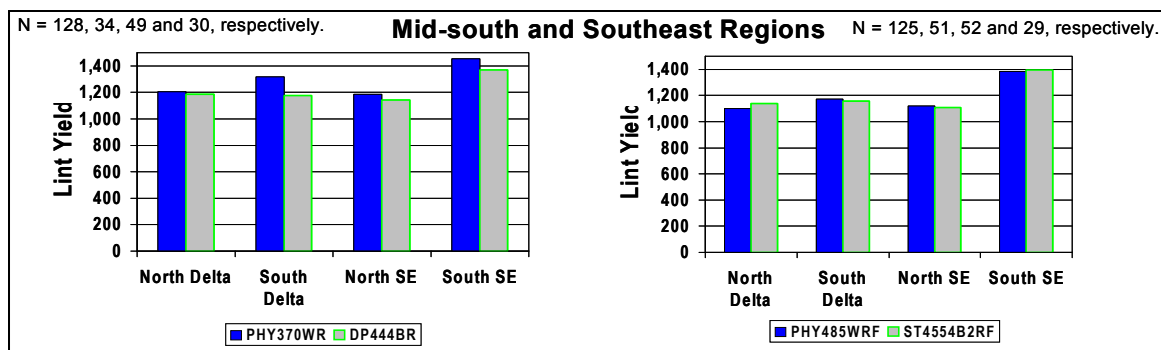 N = 128, 34, 49 and 30, respectively.
Mid-south and Southeast Regions
N = 125, 51, 52 and 29, respectively.
Lint Yield
1,400
1,200
1,000
800
600
400
200
0
North Delta
South Delta
North SE
South SE
PHY370WR
DP444BR
Lint Yield
1,400
1,200
1,000
800
600
400
200
0
North Delta
South Delta
North SE
South SE
PHY485WRF
ST4554B2RF